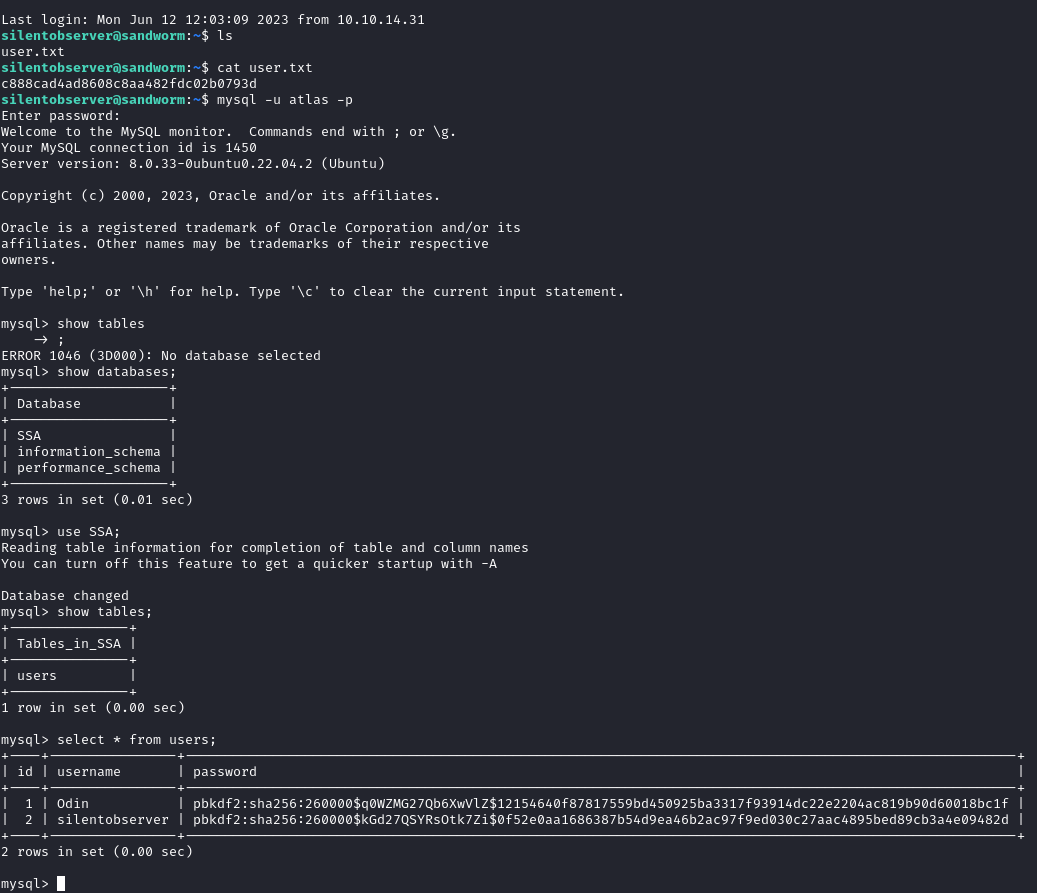 Last login: Mon Jun 12 12:03:09 2023 from 10.10.14.31
silentobserver@sandworm:~$ ls
user.txt
silentobserver@sandworm:~$ cat user.txt
c888cad4ad8608c8aa482fdc02b0793d
silentobserver@sandworm:~$ mysql -u atlas -p
Enter password:
Welcome to the MySQL monitor.  Commands end with ; or \g.
Your MySQL connection id is 1450
Server version: 8.0.33-0ubuntu0.22.04.2 (Ubuntu)

Copyright (c) 2000, 2023, Oracle and/or its affiliates.

Oracle is a registered trademark of Oracle Corporation and/or its
affiliates. Other names may be trademarks of their respective
owners.

Type 'help;' or '\h' for help. Type '\c' to clear the current input statement.

mysql> show tables
    -> ;
ERROR 1046 (3D000): No database selected
mysql> show databases;
+--------------------+
| Database           |
+--------------------+
| SSA                |
| information_schema |
| performance_schema |
+--------------------+
3 rows in set (0.01 sec)

mysql> use SSA;
Reading table information for completion of table and column names
You can turn off this feature to get a quicker startup with -A

Database changed
mysql> show tables;
+---------------+
| Tables_in_SSA |
+---------------+
| users         |
+---------------+
1 row in set (0.00 sec)

mysql> select * from users;
+----+----------------+--------------------------------------------------------------------------------------------------------+
| id | username       | password                                                                                               |
+----+----------------+--------------------------------------------------------------------------------------------------------+
|  1 | Odin           | pbkdf2:sha256:260000$q0WZMG27Qb6XwVlZ$12154640f87817559bd450925ba3317f93914dc22e2204ac819b90d60018bc1f |
|  2 | silentobserver | pbkdf2:sha256:260000$kGd27QSYRsOtk7Zi$0f52e0aa1686387b54d9ea46b2ac97f9ed030c27aac4895bed89cb3a4e09482d |
+----+----------------+--------------------------------------------------------------------------------------------------------+
2 rows in set (0.00 sec)

mysql>